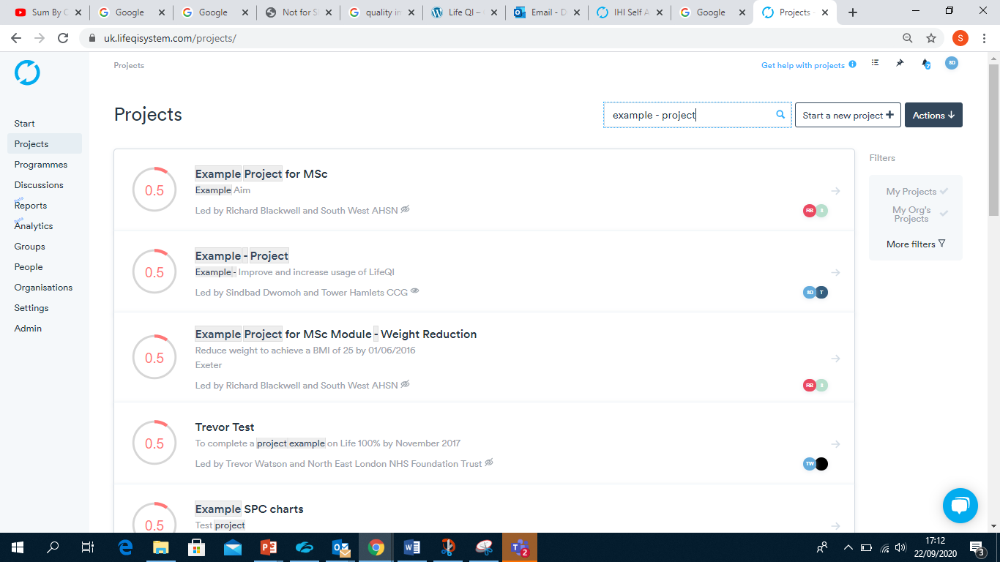 Sum By C
Google
Google
Not for S
quality in
Life QI –
Email - D
IHI Self A
Google
Projects -
uk.lifeqisystem.com/projects/
S
Projects
Get help with projects
7
SD
Projects
example - project
Start a new project
Actions
Start
Projects
Programmes
Discussions
Reports
Analytics
Groups
People
Organisations
Settings
Admin
0.5
Example Project for MSc
Example Aim
Led by Richard Blackwell and South West AHSN
RB
0.5
Example - Project
Example - Improve and increase usage of LifeQI
Led by Sindbad Dwomoh and Tower Hamlets CCG
SD T
0.5
Example Project for MSc Module - Weight Reduction
Reduce weight to achieve a BMI of 25 by 01/06/2016
Exeter
Led by Richard Blackwell and South West AHSN
RB
0.5
Trevor Test
To complete a project example on Life 100% by November 2017
Led by Trevor Watson and North East London NHS Foundation Trust
TW
0.5
Example SPC charts
Test project
Filters
My Projects
My Org's
Projects
More filters
2
17:12
22/09/2020
3